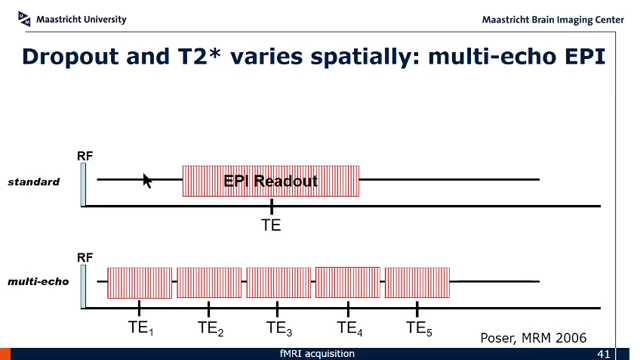 Maastricht University
Maastricht Brain Imaging Center
Dropout and T2* varies spatially: multi-echo EPI
RF
standard
EPI Readout
TE
RF
multi-echo
TE1 TE2 TE3 TE4 TE5
Poser, MRM 2006
fMRI acquisition
41